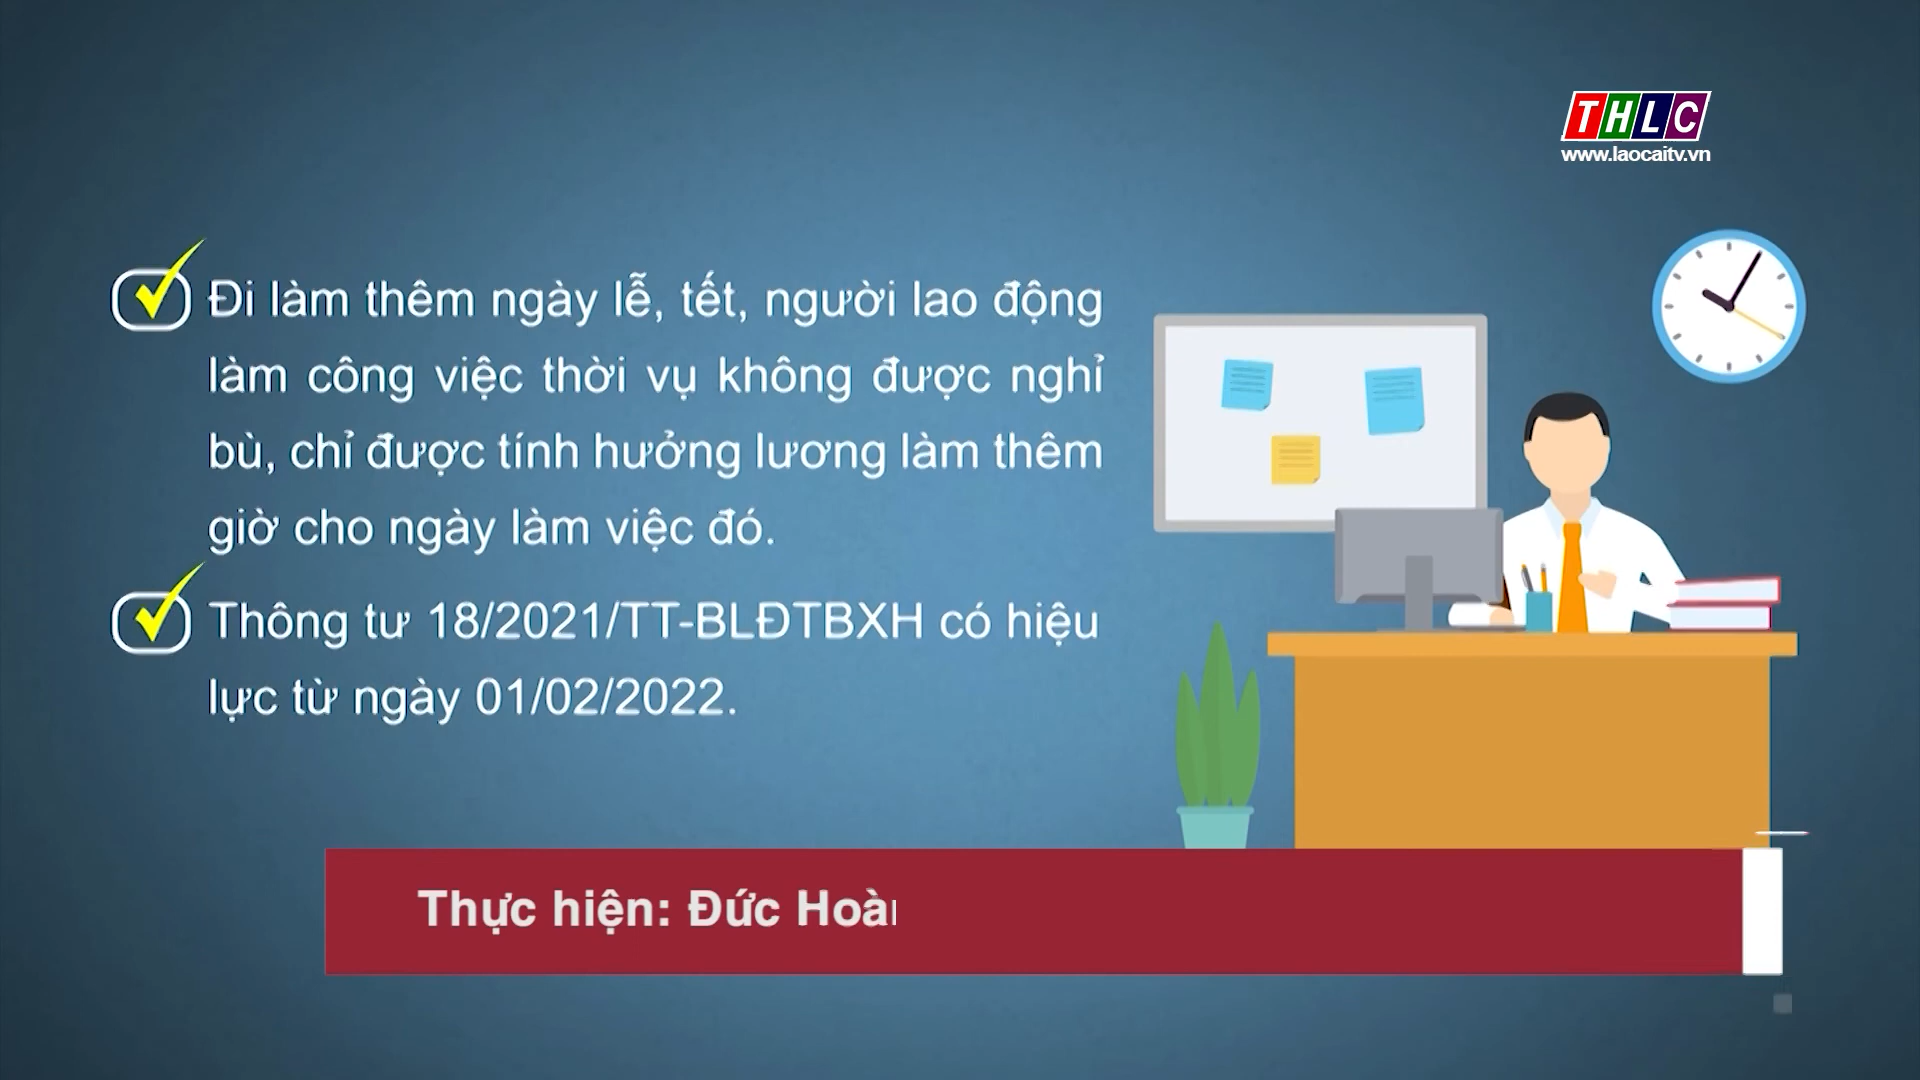 THLC
www.laocaitv.vn
Đi làm thêm ngày lễ, tết, người lao động
làm công việc thời vụ không được nghỉ
bù, chỉ được tính hưởng lương làm thêm
giờ cho ngày làm việc đó.
Thông tư 18/2021/TT-BLĐTBXH có hiệu
lực từ ngày 01/02/2022.
Thực hiện: Đức